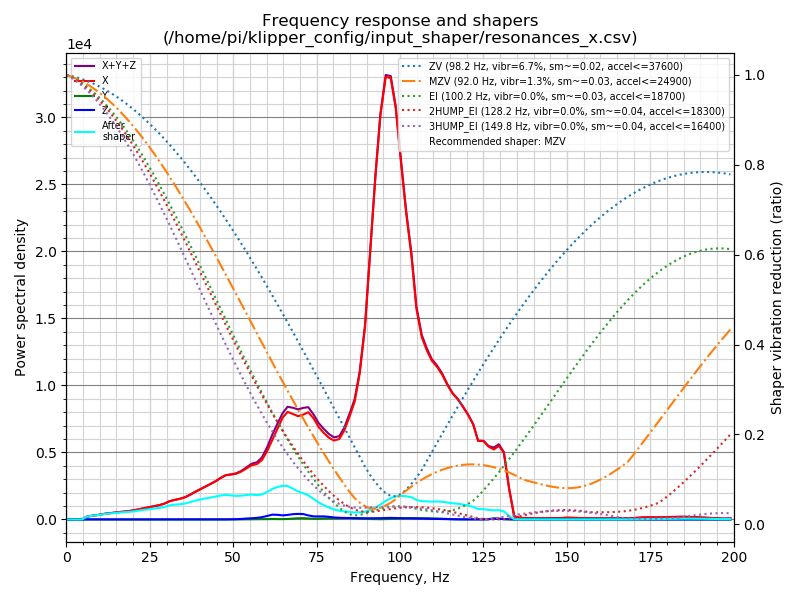 Frequency response and shapers
(/home/pi/klipper_config/input_shaper/resonances_x.csv)
1e4
X+Y+Z
X
Y
Z
After
shaper
ZV (98.2 Hz, vibr=6.7%, sm~=0.02, accel<=37600)
MZV (92.0 Hz, vibr=1.3%, sm~=0.03, accel<=24900)
EI (100.2 Hz, vibr=0.0%, sm~=0.03, accel<=18700)
2HUMP_EI (128.2 Hz, vibr=0.0%, sm~=0.04, accel<=18300)
3HUMP_EI (149.8 Hz, vibr=0.0%, sm~=0.04, accel<=16400)
Recommended shaper: MZV
Power spectral density
3.0
2.5
2.0
1.5
1.0
0.5
0.0
1.0
0.8
0.6
0.4
0.2
0.0
Shaper vibration reduction (ratio)
0 25 50 75 100 125 150 175 200
Frequency, Hz